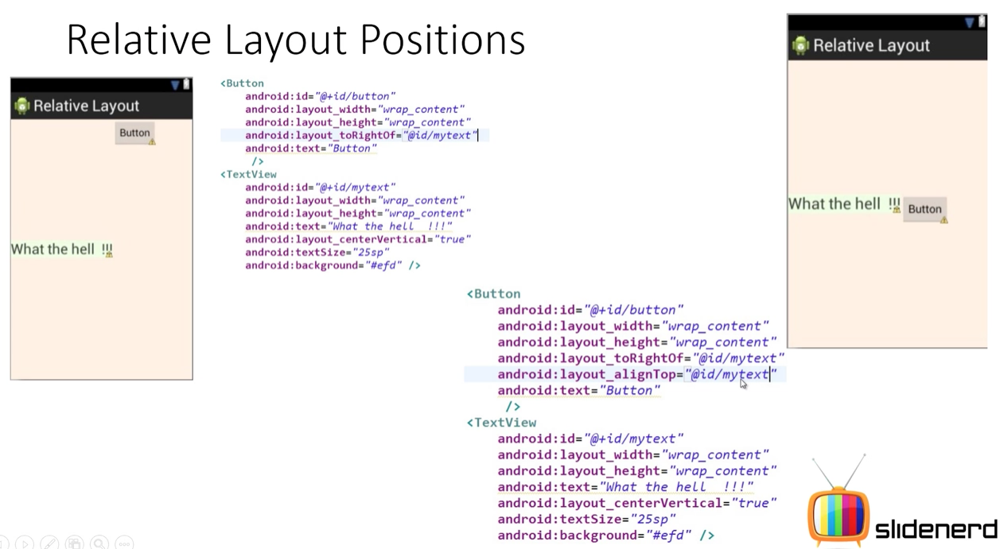 Relative Layout Positions
Relative Layout
Button
What the hell  !!!
<Button
android:id="@+id/button"
android:layout_width="wrap_content"
android:layout_height="wrap_content"
android:layout_toRightOf="@id/mytext"
android:text="Button"
/>
<TextView
android:id="@+id/mytext"
android:layout_width="wrap_content"
android:layout_height="wrap_content"
android:text="What the hell  !!!"
android:layout_centerVertical="true"
android:textSize="25sp"
android:background="#efd" />
<Button
android:id="@+id/button"
android:layout_width="wrap_content"
android:layout_height="wrap_content"
android:layout_toRightOf="@id/mytext"
android:layout_alignTop="@id/mytext"
android:text="Button"
/>
<TextView
android:id="@+id/mytext"
android:layout_width="wrap_content"
android:layout_height="wrap_content"
android:text="What the hell  !!!"
android:layout_centerVertical="true"
android:textSize="25sp"
android:background="#efd" />
Relative Layout
What the hell  !!! Button
slidenerd